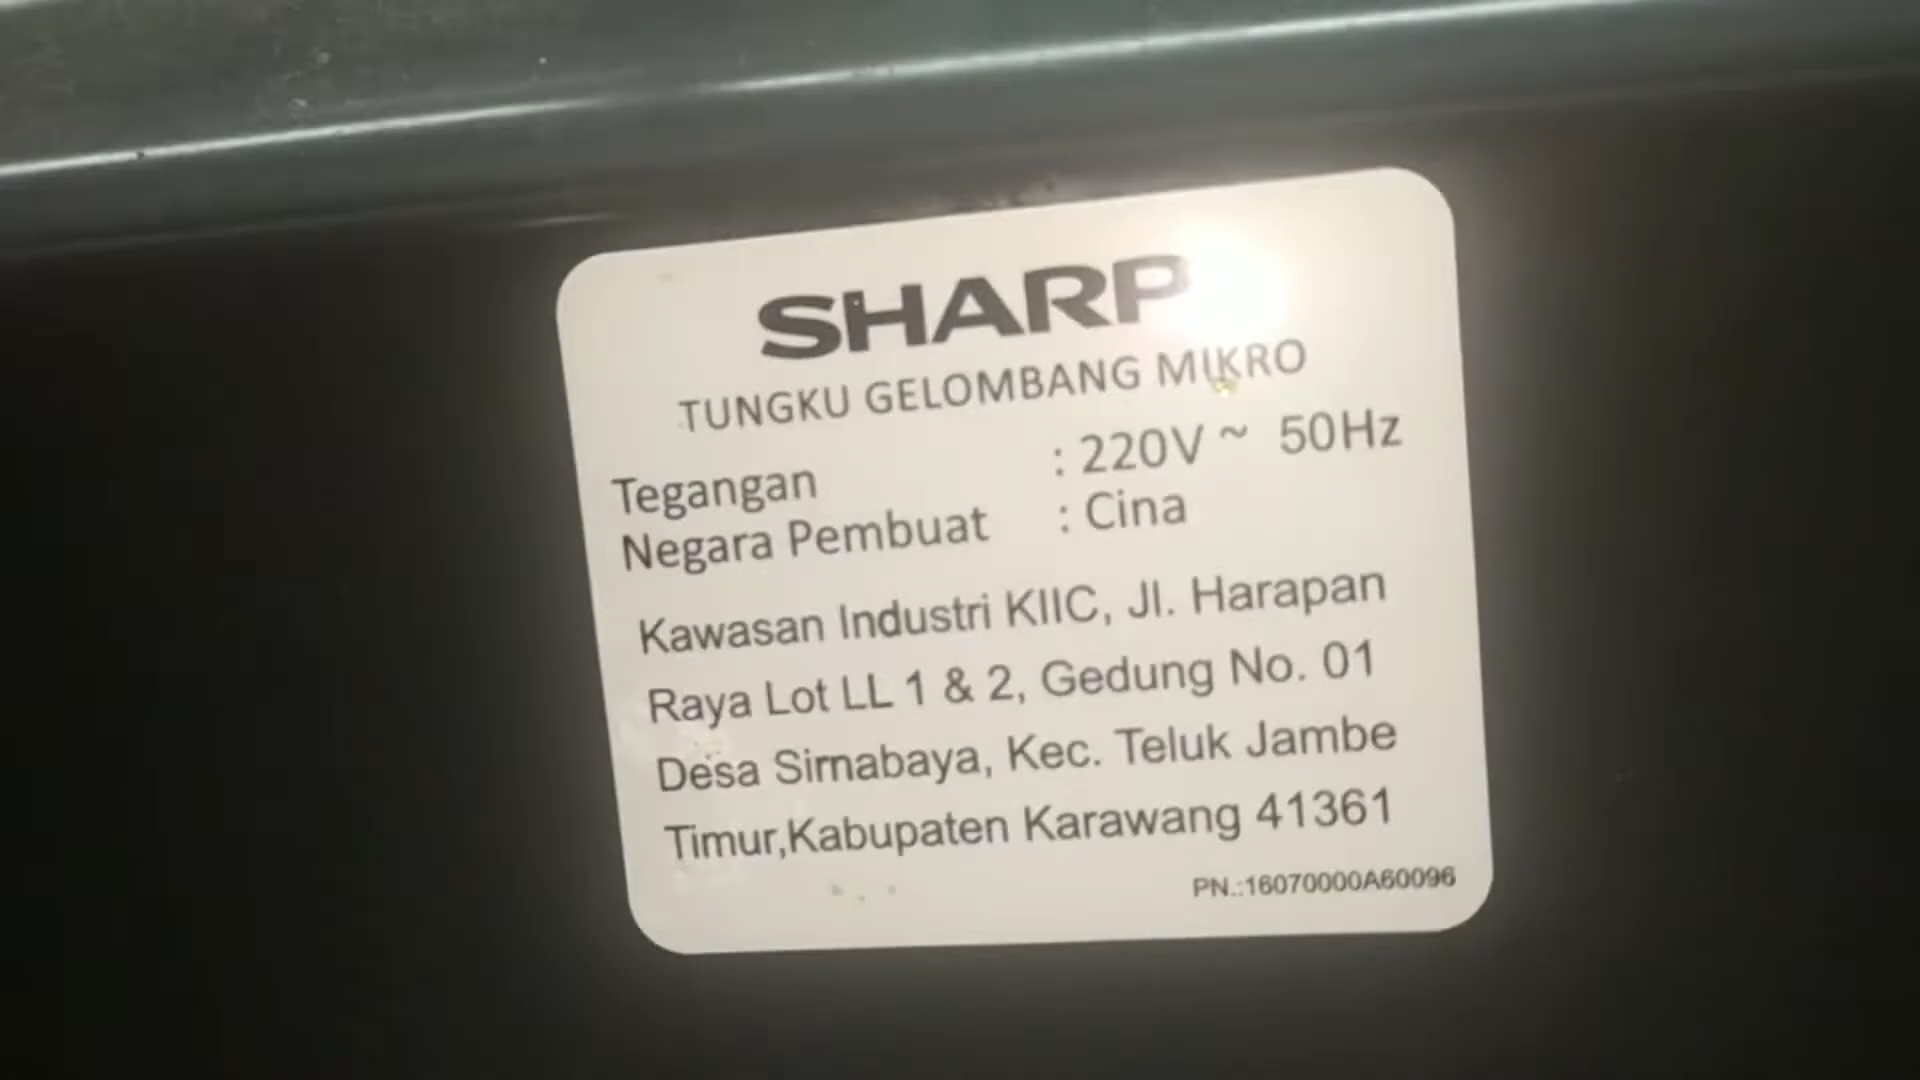 SHARP
TUNGKU GELOMBANG MIKRO
Tegangan : 220V ~ 50Hz
Negara Pembuat : Cina
Kawasan Industri KIIC, Jl. Harapan
Raya Lot LL 1 & 2, Gedung No. 01
Desa Sirnabaya, Kec. Teluk Jambe
Timur,Kabupaten Karawang 41361
PN.:16070000A60096